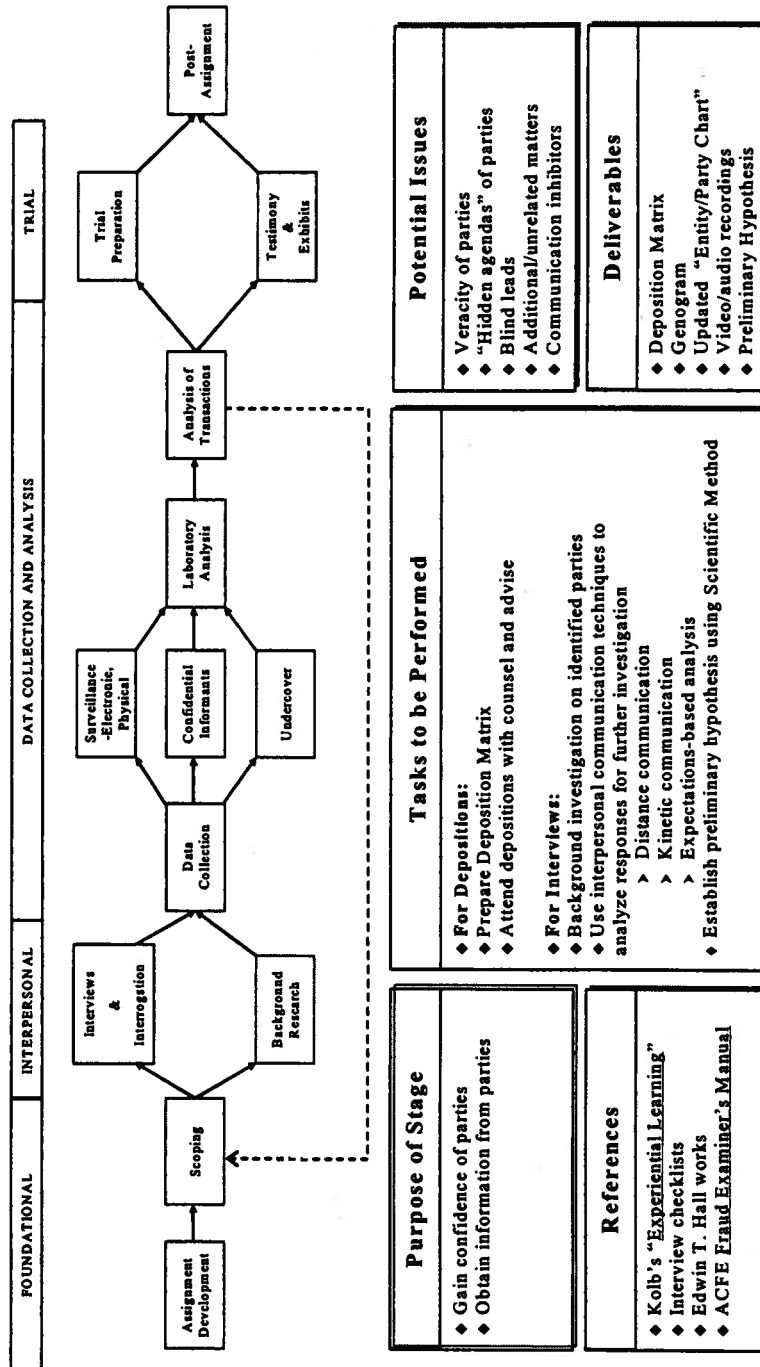 FOUNDATIONAL
INTERPERSONAL
DATA COLLECTION AND ANALYSIS
TRIAL
Assignment
Development
Scoping
Interviews
&
Interrogation
Background
Research
Data
Collection
Surveillance
-Electronic,
Physical
Confidential
Informants
Undercover
Laboratory
Analysis
Analysis of
Transactions
Trial
Preparation
Testimony
&
Exhibits
Post-
Assignment
Purpose of Stage
◆ Gain confidence of parties
◆ Obtain information from parties
References
◆ Kolb's "Experiential Learning"
◆ Interview checklists
◆ Edwin T. Hall works
◆ ACFE Fraud Examiner's Manual
Tasks to be Performed
◆ For Depositions:
◆ Prepare Deposition Matrix
◆ Attend depositions with counsel and advise
◆ For Interviews:
◆ Background investigation on identified parties
◆ Use interpersonal communication techniques to
analyze responses for further investigation
> Distance communication
> Kinetic communication
> Expectations-based analysis
◆ Establish preliminary hypothesis using Scientific Method
Potential Issues
◆ Veracity of parties
◆ "Hidden agendas" of parties
◆ Blind leads
◆ Additional/unrelated matters
◆ Communication inhibitors
Deliverables
◆ Deposition Matrix
◆ Genogram
◆ Updated "Entity/Party Chart"
◆ Video/audio recordings
◆ Preliminary Hypothesis